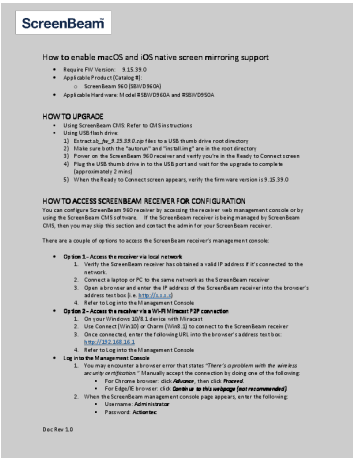 ScreenBeam
How to enable macOS and iOS native screen mirroring support
• Require FW Version: 9.15.39.0
• Applicable Product (Catalog #):
o ScreenBeam 960 (SBWD960A)
• Applicable Hardware: Model #SBWD960A and #SBWD950A
HOW TO UPGRADE
• Using ScreenBeam CMS: Refer to CMS instructions
• Using USB flash drive
1) Extract sb_fw_9.15.39.0.zip files to a USB thumb drive root directory
2) Make sure both the "autorun" and "install.img" are in the root directory
3) Power on the ScreenBeam 960 receiver and verify you're in the Ready to Connect screen
4) Plug the USB thumb drive in to the USB port and wait for the upgrade to complete
(approximately 2 mins)
5) When the Ready to Connect screen appears, verify the firmware version is 9.15.39.0
HOW TO ACCESS SCREENBEAM RECEIVER FOR CONFIGURATION
You can configure ScreenBeam 960 receiver by accessing the receiver web management console or by
using the ScreenBeam CMS software. If the ScreenBeam receiver is being managed by ScreenBeam
CMS, then you may skip this section and contact the admin for your ScreenBeam receiver.
There are a couple of options to access the ScreenBeam receiver's management console:
• Option 1 - Access the receiver via local network
1. Verify the ScreenBeam receiver has obtained a valid IP address if it's connected to the
network.
2. Connect a laptop or PC to the same network as the ScreenBeam receiver
3. Open a browser and enter the IP address of the ScreenBeam receiver into the browser's
address text box (i.e. http://x.x.x.x)
4. Refer to Log into the Management Console
• Option 2 - Access the receiver via a Wi-Fi Miracast P2P connection
1. On your Windows 10/8.1 device with Miracast
2. Use Connect (Win10) or Charm (Win8.1) to connect to the ScreenBeam receiver
3. Once connected, enter the following URL into the browser's address text box:
http://192.168.16.1
4. Refer to Log into the Management Console
• Log into the Management Console
1. You may encounter a browser error that states "There's a problem with the wireless
security certification." Manually accept the connection by doing one of the following:
• For Chrome browser: click Advance, then click Proceed.
• For Edge/IE browser: click Continue to this webpage (not recommended)
2. When the ScreenBeam management console page appears, enter the following:
• Username: Administrator
• Password: Actiontec
Doc Rev 1.0